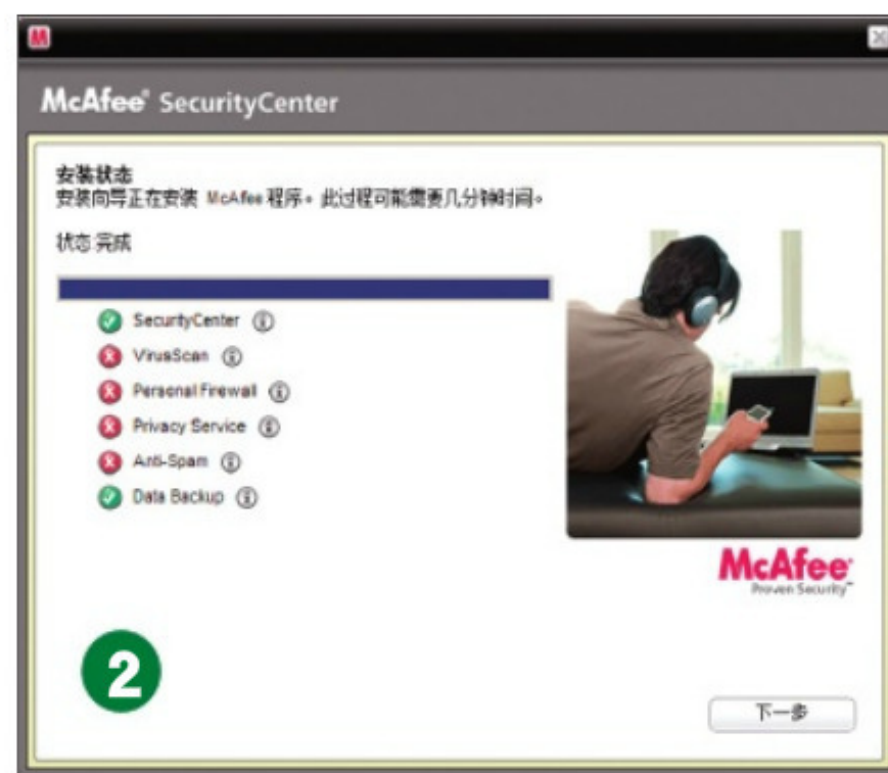 McAfee® SecurityCenter
安装状态
安装向导正在安装 McAfee 程序。此过程可能需要几分钟时间。
状态:完成
SecurityCenter
VirusScan
Personal Firewall
Privacy Service
Anti-Spam
Data Backup
McAfee®
Proven Security™
2
下一步